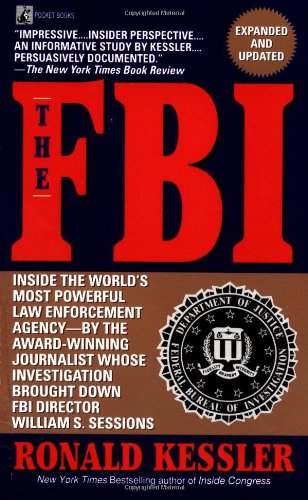 POCKET BOOKS
"IMPRESSIVE....INSIDER PERSPECTIVE....
AN INFORMATIVE STUDY BY KESSLER....
PERSUASIVELY DOCUMENTED."
—The New York Times Book Review
EXPANDED
AND
UPDATED
THE
FBI
INSIDE THE WORLD'S
MOST POWERFUL
LAW ENFORCEMENT
AGENCY—BY THE
AWARD-WINNING
JOURNALIST WHOSE
INVESTIGATION
BROUGHT DOWN
FBI DIRECTOR
WILLIAM S. SESSIONS
DEPARTMENT OF JUSTICE
FEDERAL BUREAU OF INVESTIGATION
RONALD KESSLER
New York Times Bestselling author of Inside Congress